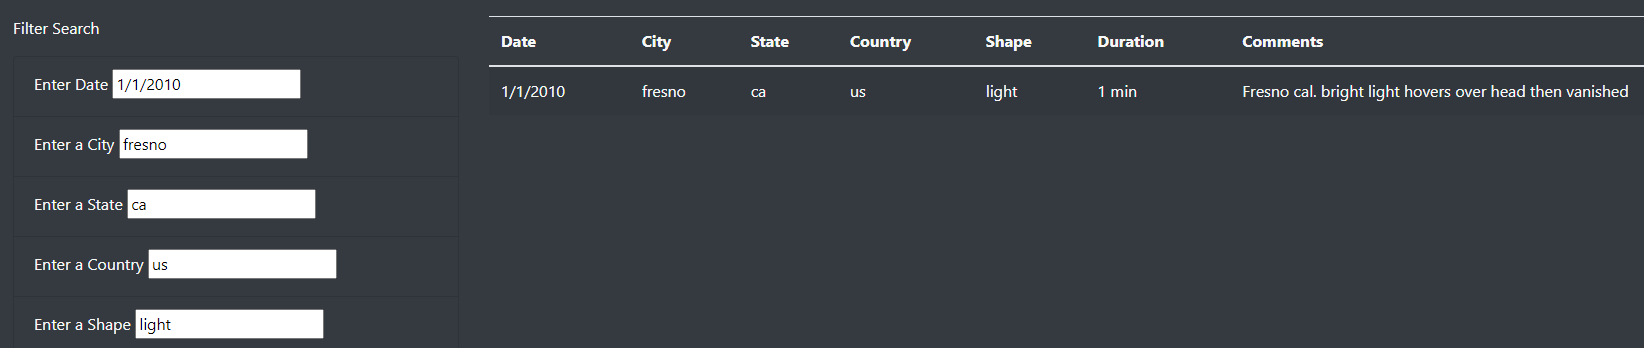 Filter Search
Enter Date 1/1/2010
Enter a City fresno
Enter a State ca
Enter a Country us
Enter a Shape light
Date City State Country Shape Duration Comments
1/1/2010 fresno ca us light 1 min Fresno cal. bright light hovers over head then vanished